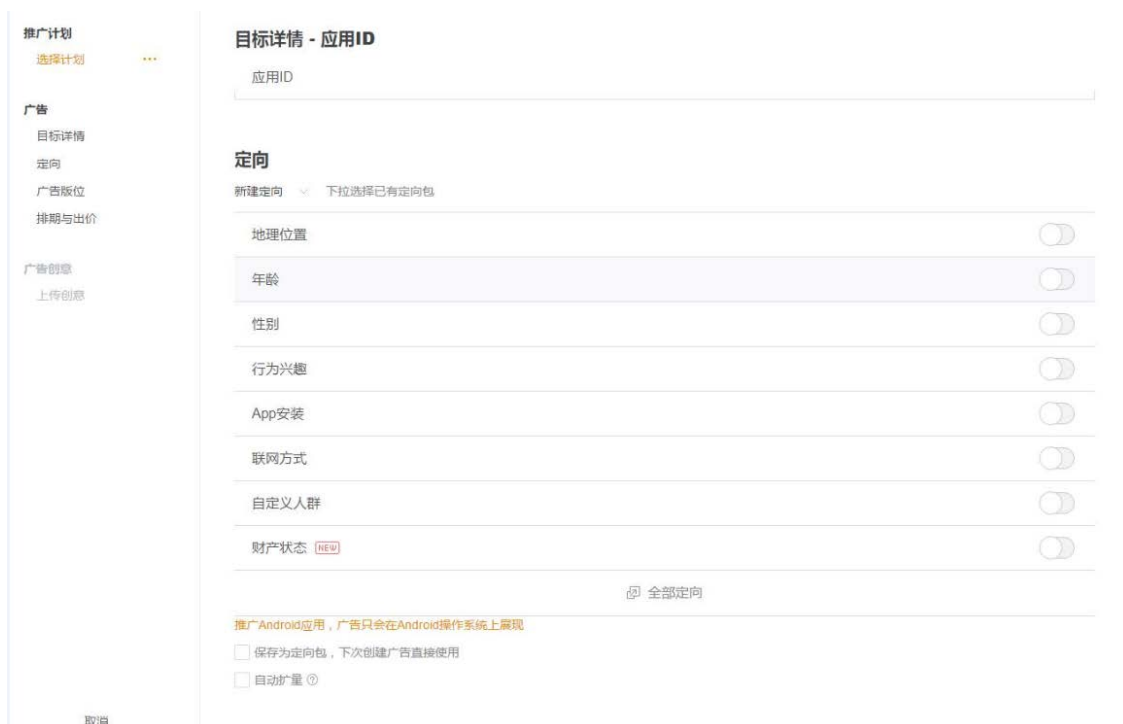 推广计划
选择计划 ...
广告
目标详情
定向
广告版位
排期与出价
广告创意
上传创意
取消
目标详情 - 应用ID
应用ID
定向
新建定向 下拉选择已有定向包
地理位置
年龄
性别
行为兴趣
App安装
联网方式
自定义人群
财产状态 NEW
全部定向
推广Android应用，广告只会在Android操作系统上展现
保存为定向包，下次创建广告直接使用
自动扩量 ?